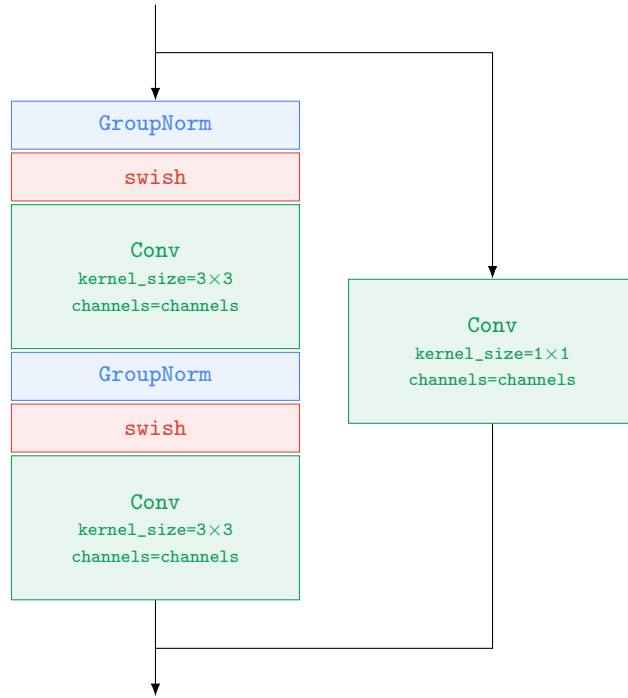 GroupNorm
swish
Conv
kernel_size=3×3
channels=channels
GroupNorm
swish
Conv
kernel_size=3×3
channels=channels
Conv
kernel_size=1×1
channels=channels